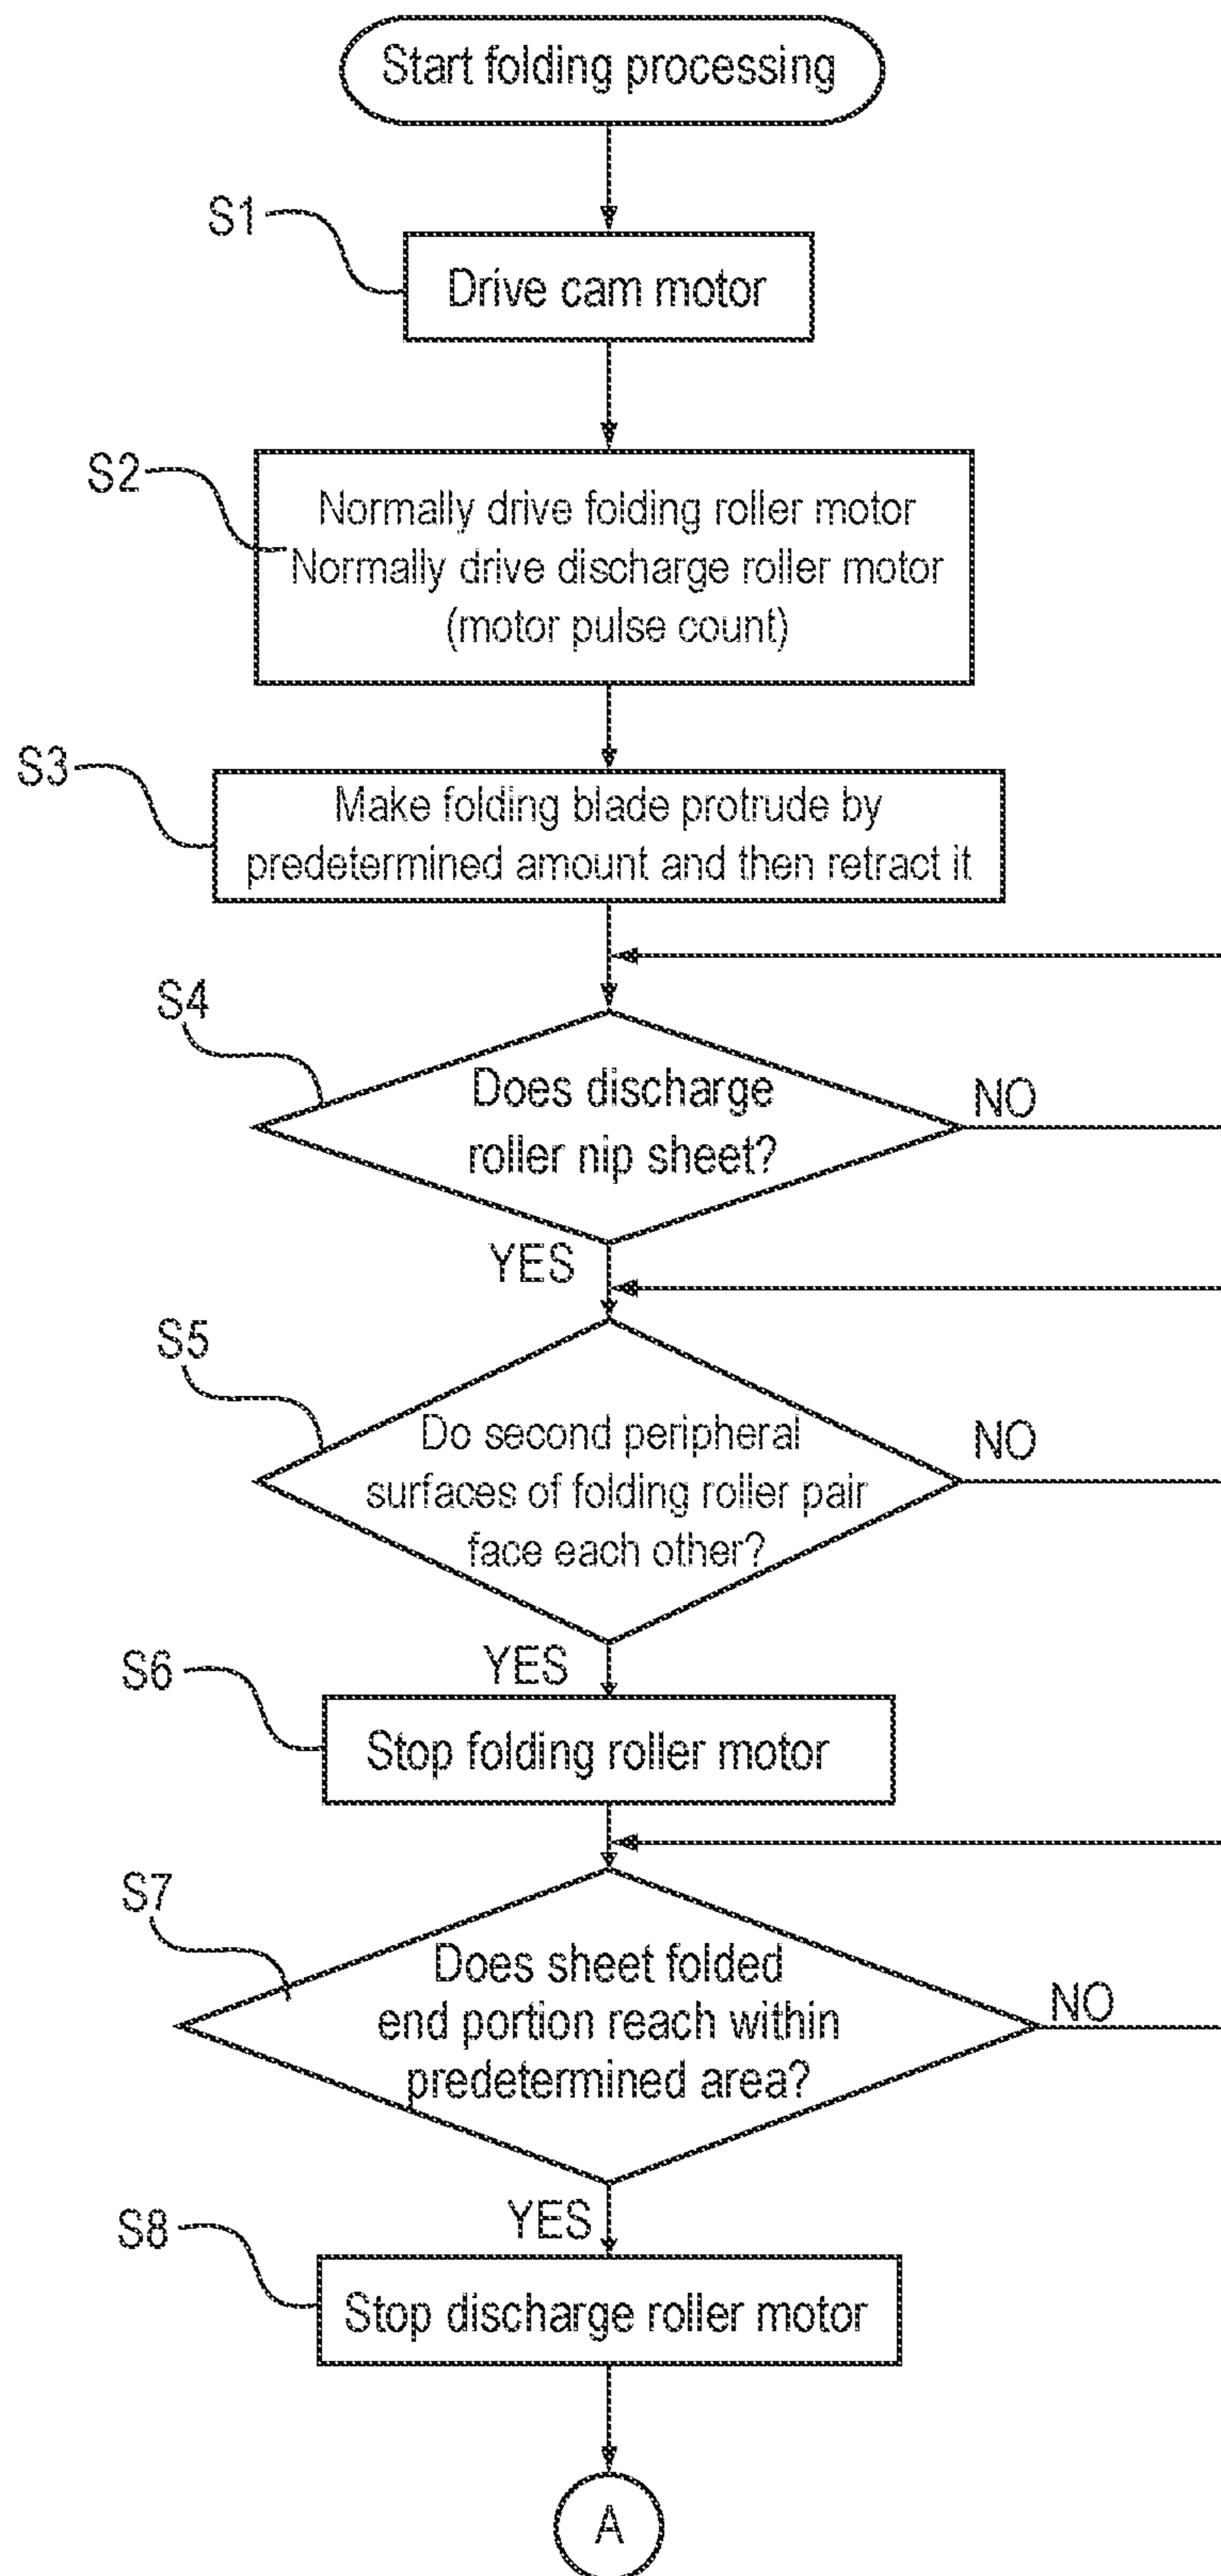 Start folding processing
S1
Drive cam motor
S2
Normally drive folding roller motor
Normally drive discharge roller motor
(motor pulse count)
S3
Make folding blade protrude by
predetermined amount and then retract it
S4
Does discharge
roller nip sheet?
NO
YES
S5
Do second peripheral
surfaces of folding roller pair
face each other?
NO
YES
S6
Stop folding roller motor
S7
Does sheet folded
end portion reach within
predetermined area?
NO
YES
S8
Stop discharge roller motor
A